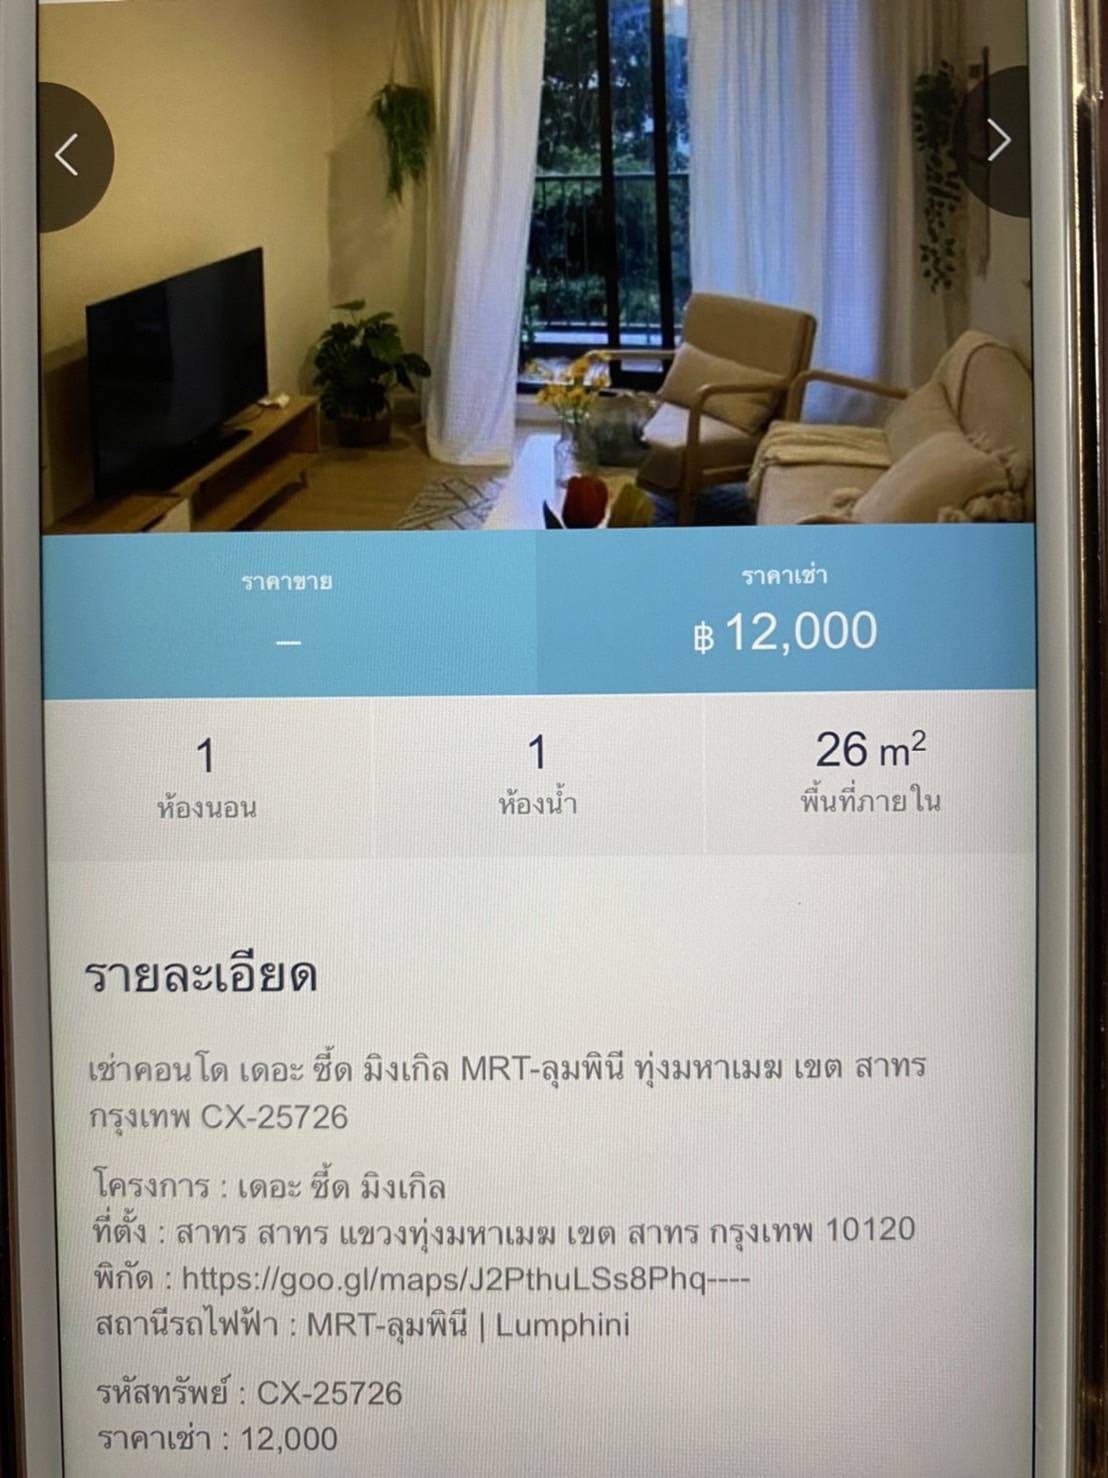 ราคาขาย
–
ราคาเช่า
฿ 12,000
1
ห้องนอน
1
ห้องน้ำ
26 m²
พื้นที่ภายใน
รายละเอียด
เช่าคอนโด เดอะ ซี้ด มิงเกิล MRT-ลุมพินี ทุ่งมหาเมฆ เขต สาทร
กรุงเทพ CX-25726
โครงการ : เดอะ ซี้ด มิงเกิล
ที่ตั้ง : สาทร สาทร แขวงทุ่งมหาเมฆ เขต สาทร กรุงเทพ 10120
พิกัด : https://goo.gl/maps/J2PthuLSs8Phq----
สถานีรถไฟฟ้า : MRT-ลุมพินี | Lumphini
รหัสทรัพย์ : CX-25726
ราคาเช่า : 12,000